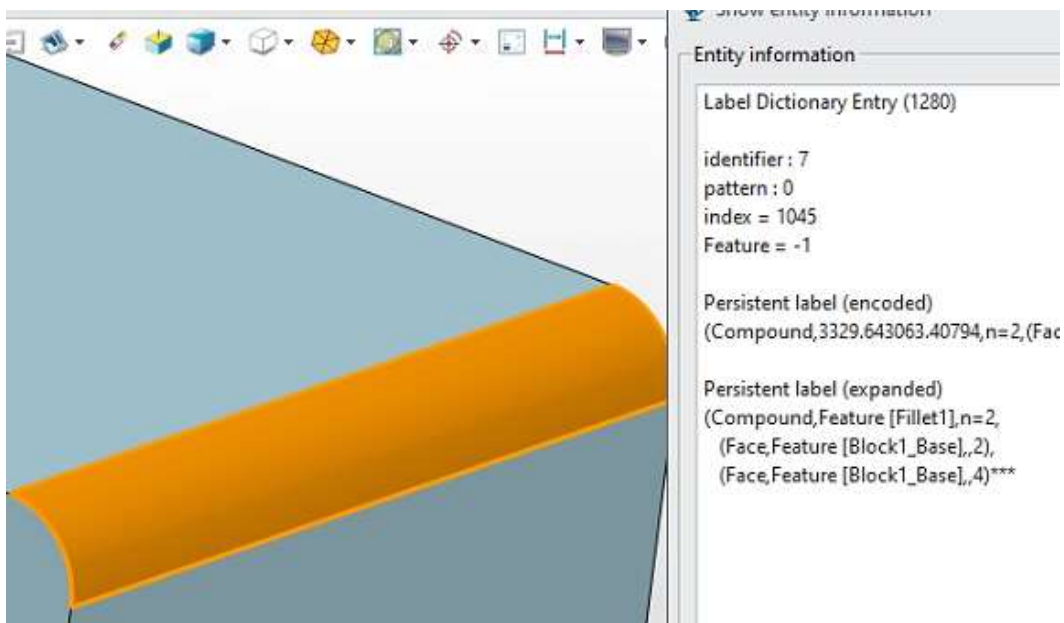 Show entity information
Entity information
Label Dictionary Entry (1280)
identifier : 7
pattern : 0
index = 1045
Feature = -1
Persistent label (encoded)
(Compound,3329.643063.40794,n=2,(Fac
Persistent label (expanded)
(Compound,Feature [Fillet1],n=2,
(Face,Feature [Block1_Base],,2),
(Face,Feature [Block1_Base],,4)***